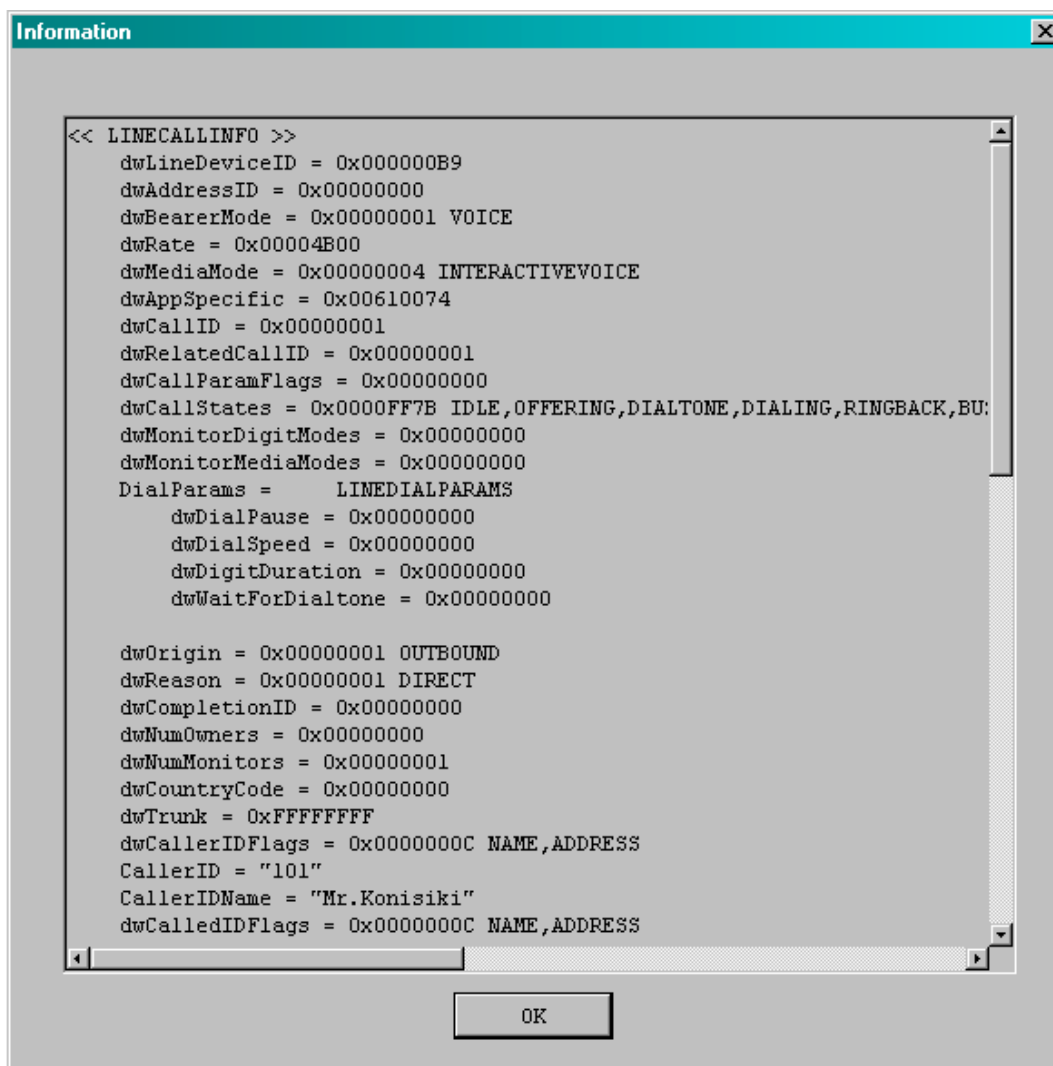 Information
<< LINECALLINFO >>
dwLineDeviceID = 0x000000B9
dwAddressID = 0x00000000
dwBearerMode = 0x00000001 VOICE
dwRate = 0x00004B00
dwMediaMode = 0x00000004 INTERACTIVEVOICE
dwAppSpecific = 0x00610074
dwCallID = 0x00000001
dwRelatedCallID = 0x00000001
dwCallParamFlags = 0x00000000
dwCallStates = 0x0000FF7B IDLE,OFFERING,DIALTONE,DIALING,RINGBACK,
dwMonitorDigitModes = 0x00000000
dwMonitorMediaModes = 0x00000000
DialParams = LINEDIALPARAMS
dwDialPause = 0x00000000
dwDialSpeed = 0x00000000
dwDigitDuration = 0x00000000
dwWaitForDialtone = 0x00000000
dwOrigin = 0x00000001 OUTBOUND
dwReason = 0x00000001 DIRECT
dwCompletionID = 0x00000000
dwNumOwners = 0x00000000
dwNumMonitors = 0x00000001
dwCountryCode = 0x00000000
dwTrunk = 0xFFFFFFFF
dwCallerIDFlags = 0x0000000C NAME,ADDRESS
CallerID = "101"
CallerIDName = "Mr.Konisiki"
dwCalledIDFlags = 0x0000000C NAME,ADDRESS
OK